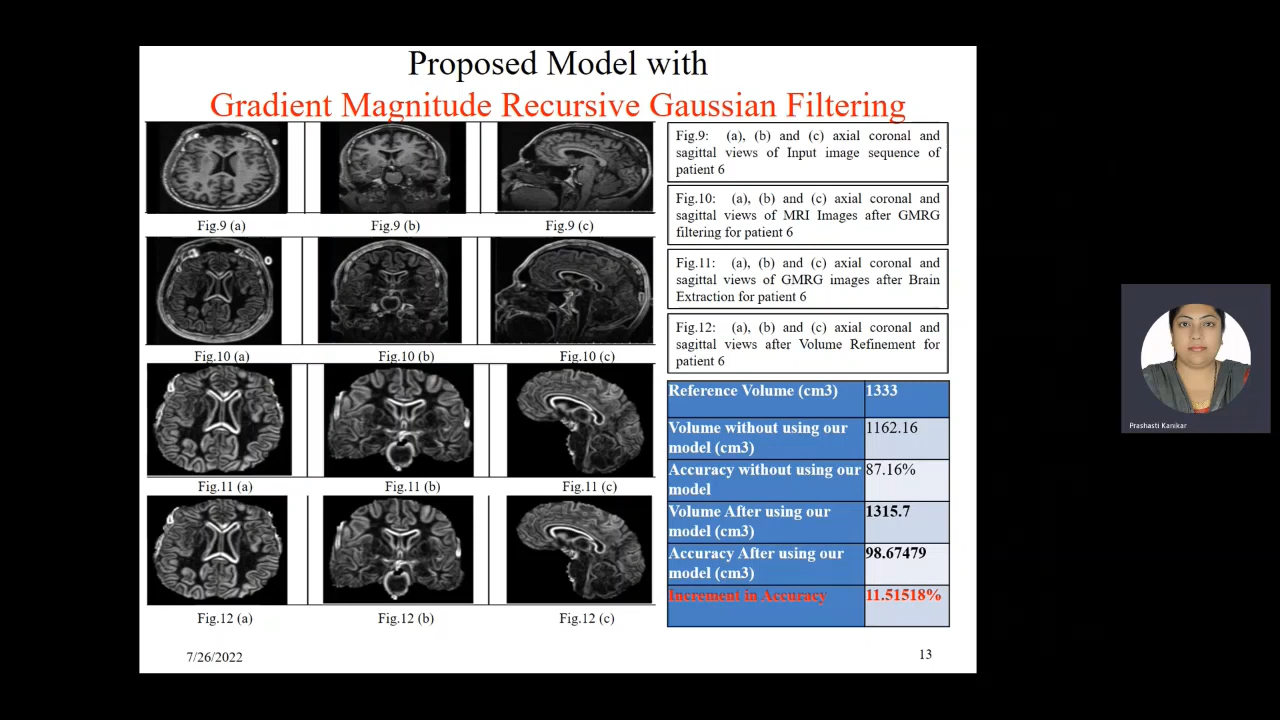 Proposed Model with
Gradient Magnitude Recursive Gaussian Filtering
Fig.9 (a)
Fig.9 (b)
Fig.9 (c)
Fig.10 (a)
Fig.10 (b)
Fig.10 (c)
Fig.11 (a)
Fig.11 (b)
Fig.11 (c)
Fig.12 (a)
Fig.12 (b)
Fig.12 (c)
Fig.9: (a), (b) and (c) axial coronal and
sagittal views of Input image sequence of
patient 6
Fig.10: (a), (b) and (c) axial coronal and
sagittal views of MRI Images after GMRG
filtering for patient 6
Fig.11: (a), (b) and (c) axial coronal and
sagittal views of GMRG images after Brain
Extraction for patient 6
Fig.12: (a), (b) and (c) axial coronal and
sagittal views after Volume Refinement for
patient 6
Reference Volume (cm3) 1333
Volume without using our 1162.16
model (cm3)
Accuracy without using our 87.16%
model
Volume After using our 1315.7
model (cm3)
Accuracy After using our 98.67479
model (cm3)
Increment in Accuracy 11.51518%
7/26/2022
13
Prashasti Kanikar